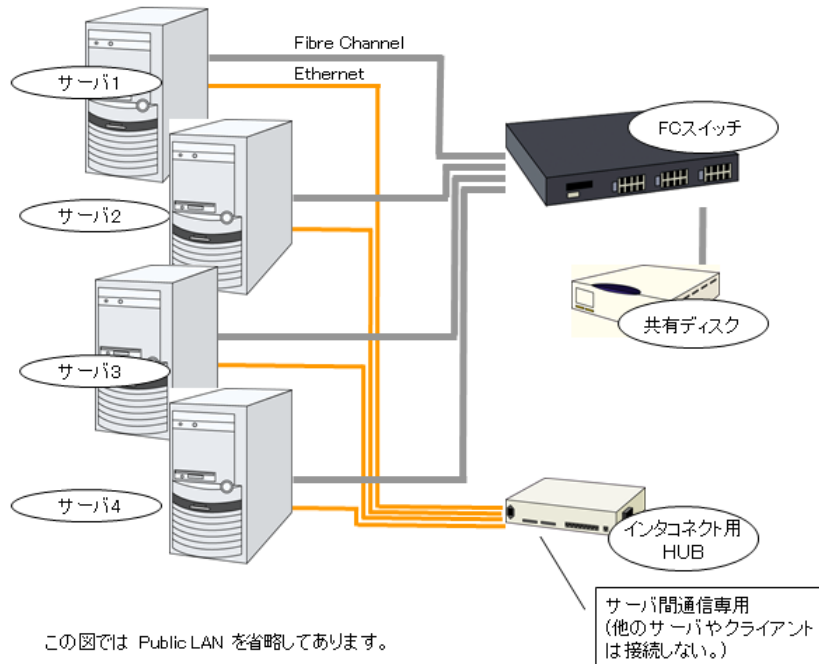 Fibre Channel
Ethernet
サーバ1
FCスイッチ
サーバ2
共有ディスク
サーバ3
サーバ4
インタコネクト用
HUB
サーバ間通信専用
(他のサーバやクライアント
は接続しない。)
この図では Public LAN を省略してあります。